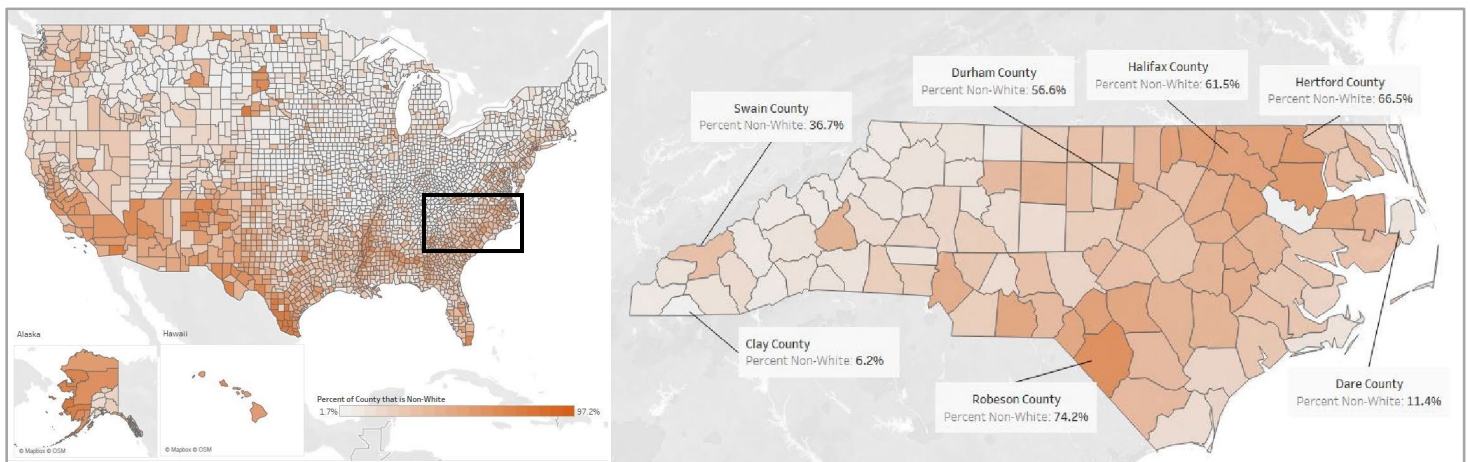 Alaska
Hawaii
© Mapbox © OSM
© Mapbox © OSM
Percent of County that is Non-White
1.7%
97.2%
Swain County
Percent Non-White: 36.7%
Durham County
Percent Non-White: 56.6%
Halifax County
Percent Non-White: 61.5%
Hertford County
Percent Non-White: 66.5%
Clay County
Percent Non-White: 6.2%
Robeson County
Percent Non-White: 74.2%
Dare County
Percent Non-White: 11.4%